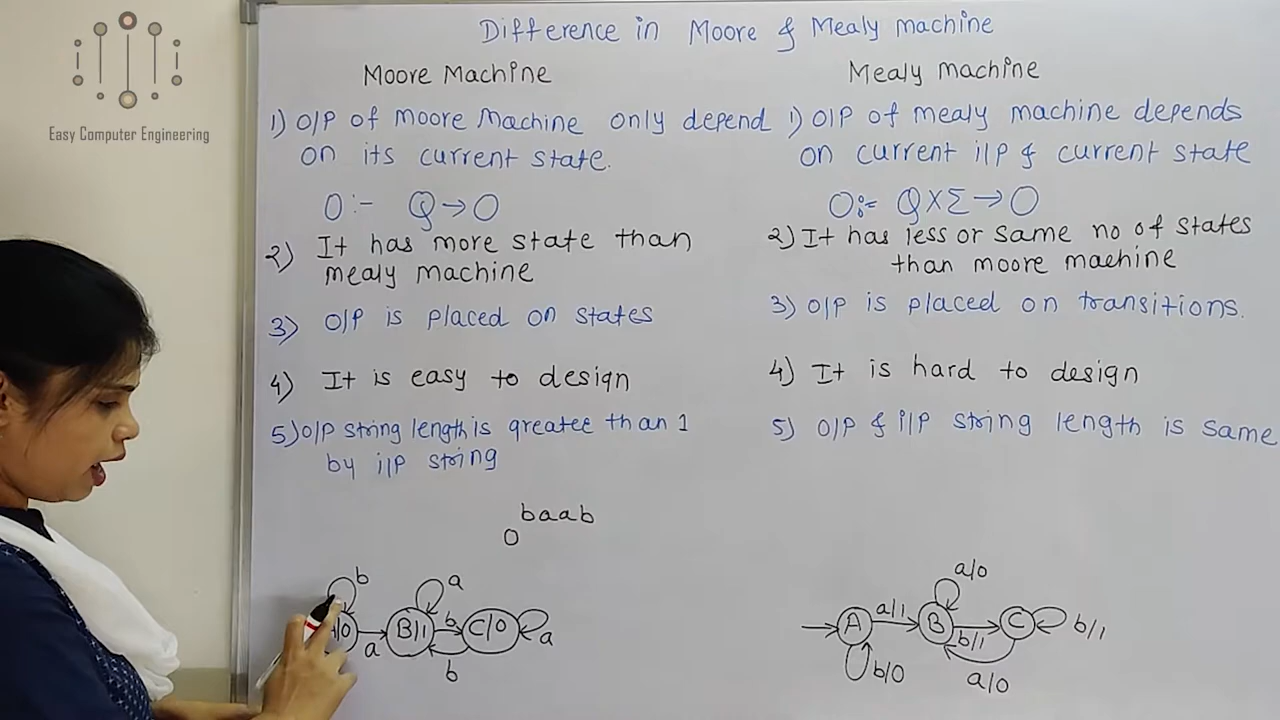 Easy Computer Engineering
Difference in Moore & Mealy machine
Moore Machine
1) O/P of moore Machine only depend
on its current state.
O :- Q → O
2) It has more state than
mealy machine
3) O/P is placed on states
4) It is easy to design
5) O/P string length is greatee than 1
by i/P string
baab
0
b
a
/0
a
B/1
b
C/0
a
b
Mealy machine
1) O/P of mealy machine depends
on current i/P & current state
O:= Q X Σ → O
2) It has less or same no of states
than moore machine
3) O/P is placed on transitions.
4) It is hard to design
5) O/P & i/P string length is same
a/0
A
a/1
B
b/1
C
b/1
b/0
a/0